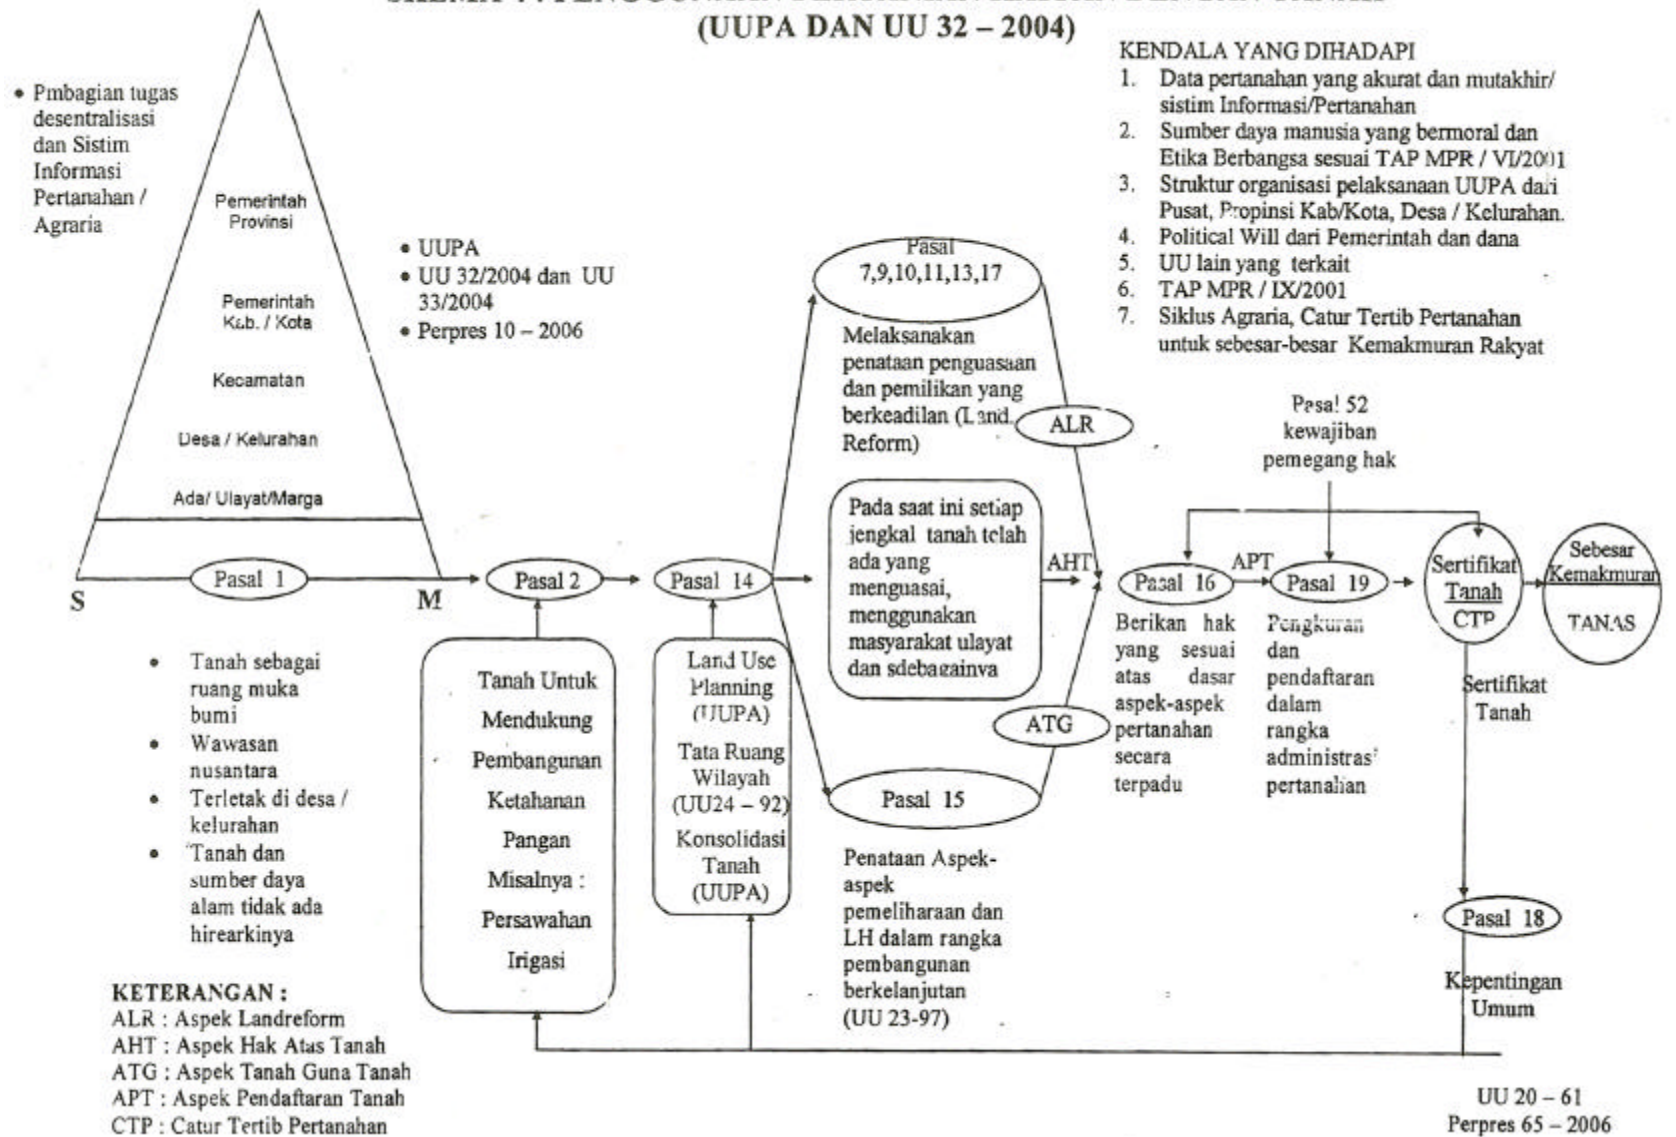 (UUPA DAN UU 32 – 2004)
• Pmbagian tugas
desentralisasi
dan Sistim
Informasi
Pertanahan /
Agraria
Pemerintah
Provinsi
Pemerintah
Kab. / Kota
Kecamatan
Desa / Kelurahan
Ada/ Ulayat/Marga
• UUPA
• UU 32/2004 dan UU
33/2004
• Perpres 10 – 2006
KENDALA YANG DIHADAPI
1. Data pertanahan yang akurat dan mutakhir/
sistim Informasi/Pertanahan
2. Sumber daya manusia yang bermoral dan
Etika Berbangsa sesuai TAP MPR / VI/2001
3. Struktur organisasi pelaksanaan UUPA dari
Pusat, Propinsi Kab/Kota, Desa / Kelurahan.
4. Political Will dari Pemerintah dan dana
5. UU lain yang terkait
6. TAP MPR / IX/2001
7. Siklus Agraria, Catur Tertib Pertanahan
untuk sebesar-besar Kemakmuran Rakyat
Pasal
7,9,10,11,13,17
Melaksanakan
penataan penguasaan
dan pemilikan yang
berkeadilan (Land
Reform)
ALR
Pasal 52
kewajiban
pemegang hak
Pada saat ini setiap
jengkal tanah telah
ada yang
menguasai,
menggunakan
masyarakat ulayat
dan sdebagainva
AHT
S
Pasal 1
M
Pasal 2
Pasal 14
Pasal 16
APT
Pasal 19
Sertifikat
Tanah
CTP
Sebesar
Kemakmuran
TANAS
• Tanah sebagai
ruang muka
bumi
• Wawasan
nusantara
• Terletak di desa /
kelurahan
• Tanah dan
sumber daya
alam tidak ada
hirearkinya
Tanah Untuk
Mendukung
Pembangunan
Ketahanan
Pangan
Misalnya :
Persawahan
Irigasi
Land Use
Planning
(UUPA)
Tata Ruang
Wilayah
(UU24 – 92)
Konsolidasi
Tanah
(UUPA)
ATG
Pasal 15
Penataan Aspek-
aspek
pemeliharaan dan
LH dalam rangka
pembangunan
berkelanjutan
(UU 23-97)
Berikan hak
yang sesuai
atas dasar
aspek-aspek
pertanahan
secara
terpadu
Pengkuran
dan
pendaftaran
dalam
rangka
administrasi
pertanahan
Sertifikat
Tanah
Pasal 18
Kepentingan
Umum
KETERANGAN :
ALR : Aspek Landreform
AHT : Aspek Hak Atas Tanah
ATG : Aspek Tanah Guna Tanah
APT : Aspek Pendaftaran Tanah
CTP : Catur Tertib Pertanahan
UU 20 – 61
Perpres 65 – 2006